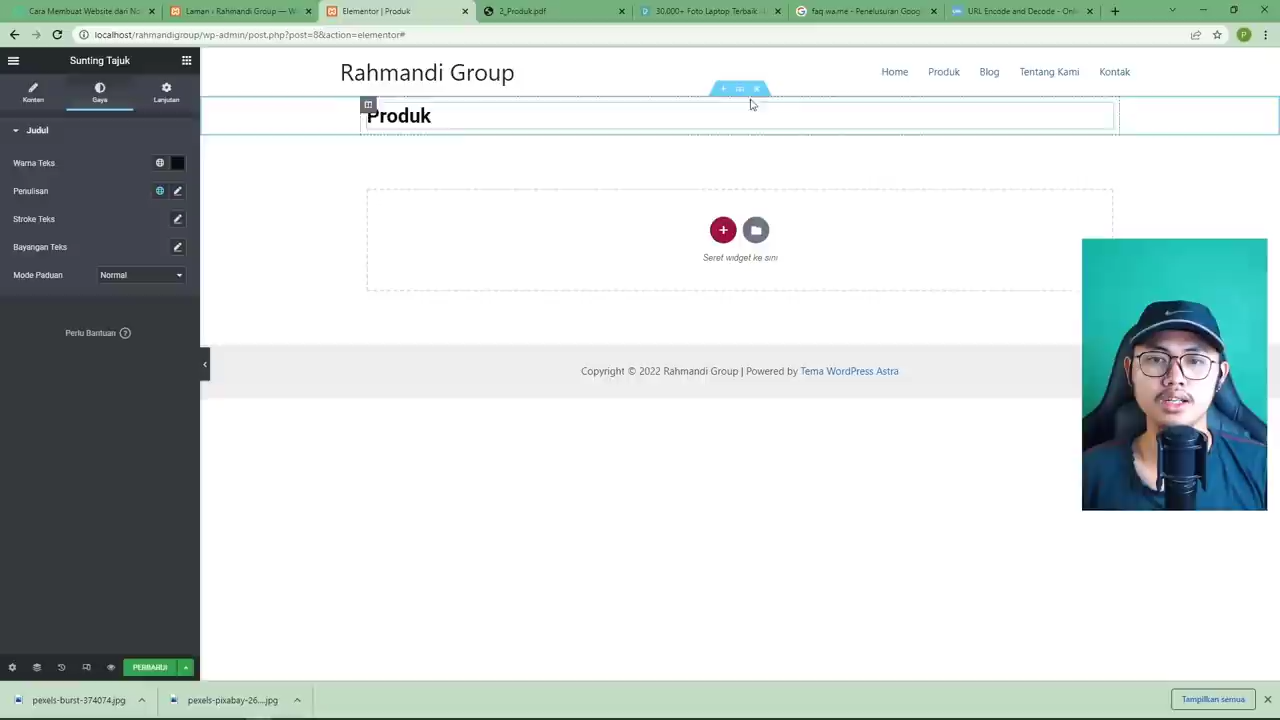 Cara Membuat Website dari No
Laman ‹ Rahmandi Group — W
Elementor | Produk
2_Produk.pdf
30.000+ Foto Laptop Terbaik
faq wa.me - Penelusuran Goog
URL Encode and Decode - Onl
localhost/rahmandigroup/wp-admin/post.php?post=8&action=elementor#
P
Sunting Tajuk
Konten
Gaya
Lanjutan
Judul
Warna Teks
Penulisan
Stroke Teks
Bayangan Teks
Mode Paduan
Normal
Perlu Bantuan
PERBARUI
Rahmandi Group
Home
Produk
Blog
Tentang Kami
Kontak
Produk
Seret widget ke sini
Copyright © 2022 Rahmandi Group | Powered by Tema WordPress Astra
pexels-burst-374074.jpg
pexels-pixabay-26....jpg
Tampilkan semua